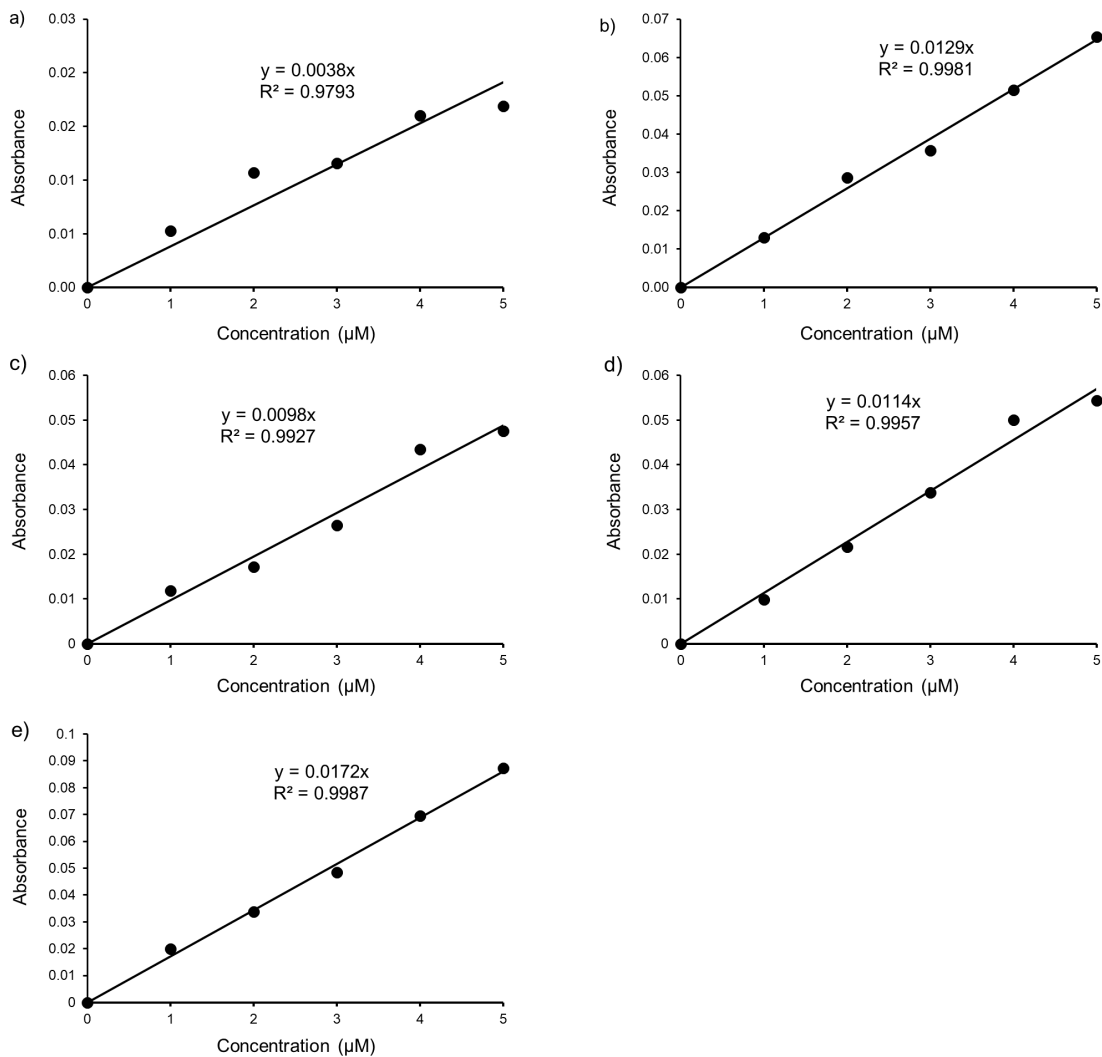 a)
0.03
0.02
0.02
0.01
0.01
0.00
Absorbance
y = 0.0038x
R² = 0.9793
0 1 2 3 4 5
Concentration (µM)
b)
0.07
0.06
0.05
0.04
0.03
0.02
0.01
0.00
Absorbance
y = 0.0129x
R² = 0.9981
0 1 2 3 4 5
Concentration (µM)
c)
0.06
0.05
0.04
0.03
0.02
0.01
0
Absorbance
y = 0.0098x
R² = 0.9927
0 1 2 3 4 5
Concentration (µM)
d)
0.06
0.05
0.04
0.03
0.02
0.01
0
Absorbance
y = 0.0114x
R² = 0.9957
0 1 2 3 4 5
Concentration (µM)
e)
0.1
0.09
0.08
0.07
0.06
0.05
0.04
0.03
0.02
0.01
0
Absorbance
y = 0.0172x
R² = 0.9987
0 1 2 3 4 5
Concentration (µM)